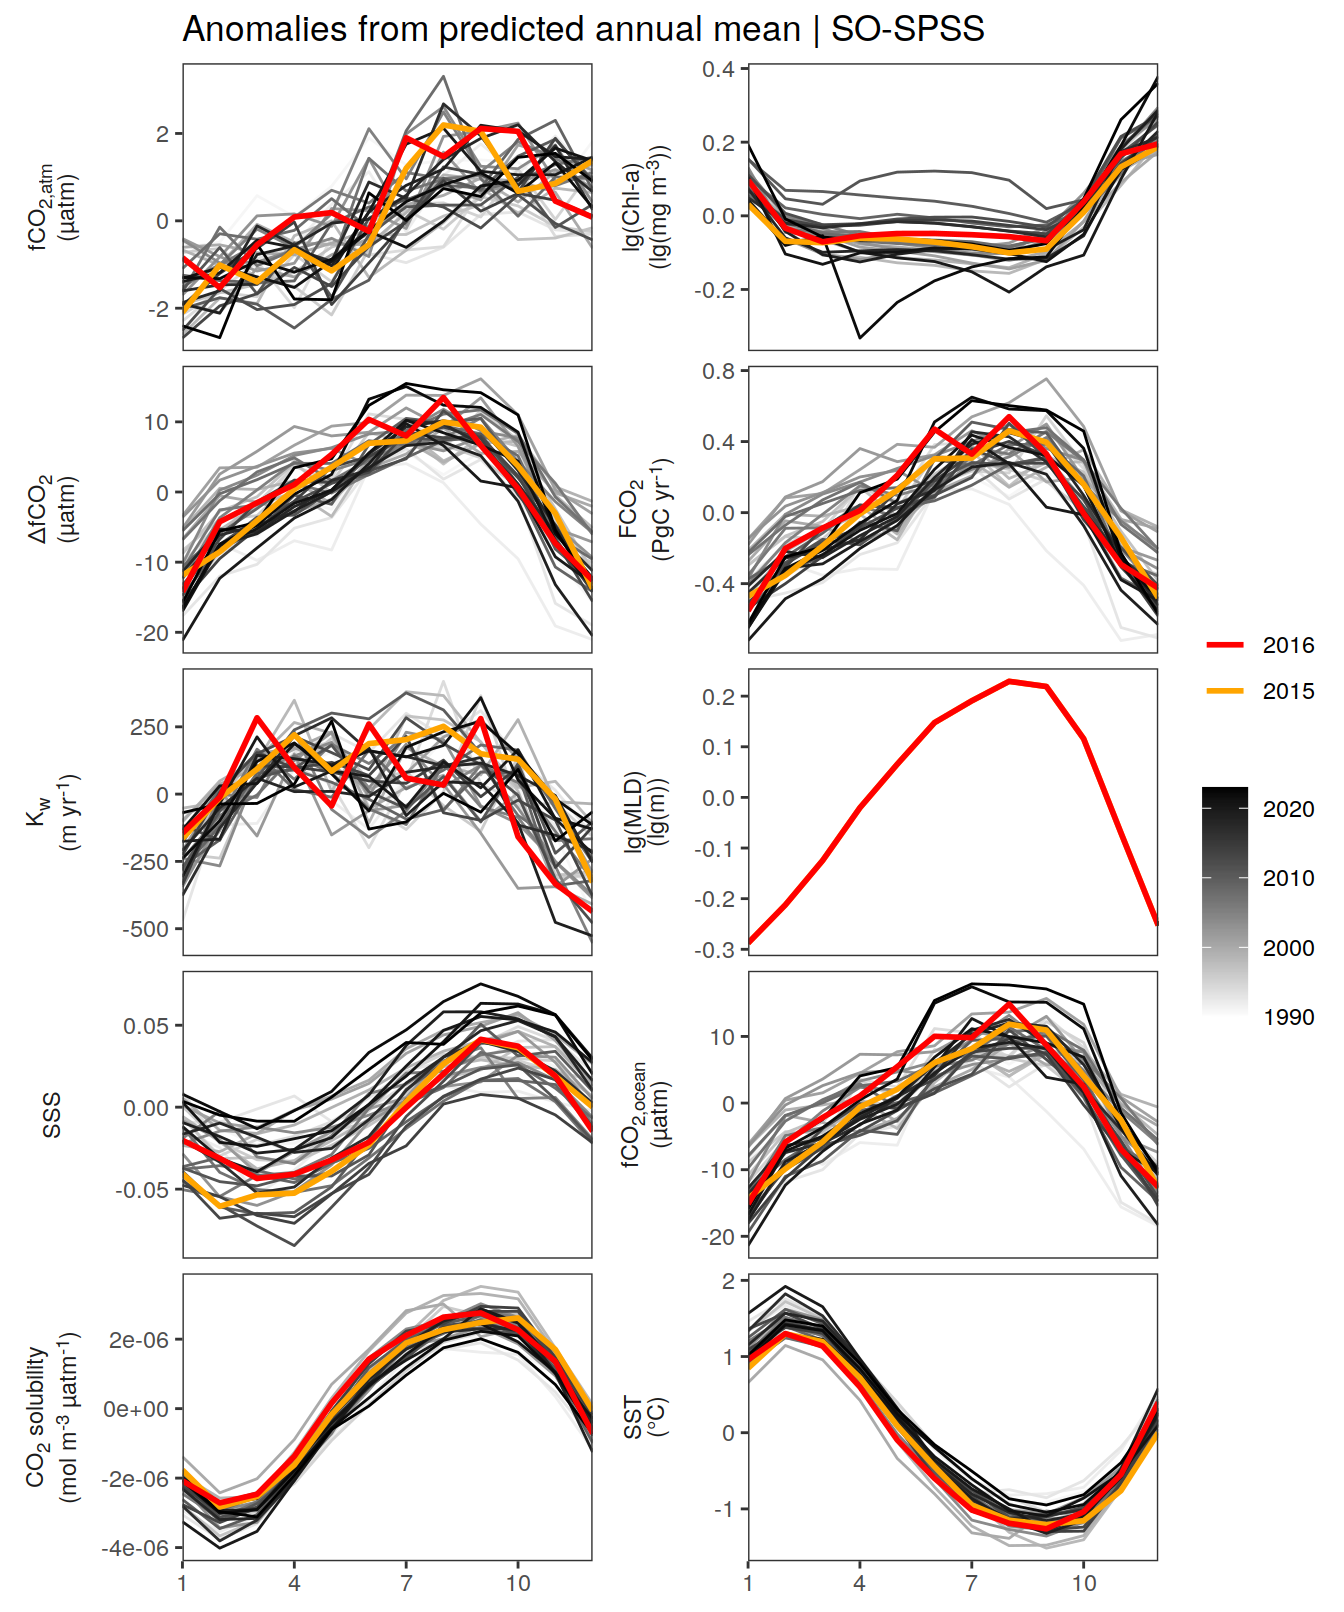 Anomalies from predicted annual mean | SO-SPSS
fCO2,atm
(µatm)
2
0
-2
lg(Chl-a)
(lg(mg m-3))
0.4
0.2
0.0
-0.2
ΔfCO2
(µatm)
10
0
-10
-20
FCO2
(PgC yr-1)
0.8
0.4
0.0
-0.4
Kw
(m yr-1)
250
0
-250
-500
lg(MLD)
(lg(m))
0.2
0.1
0.0
-0.1
-0.2
-0.3
SSS
0.05
0.00
-0.05
fCO2,ocean
(µatm)
10
0
-10
-20
CO2 solubility
(mol m-3 µatm-1)
2e-06
0e+00
-2e-06
-4e-06
1 4 7 10
SST
(°C)
2
1
0
-1
1 4 7 10
2016
2015
2020
2010
2000
1990